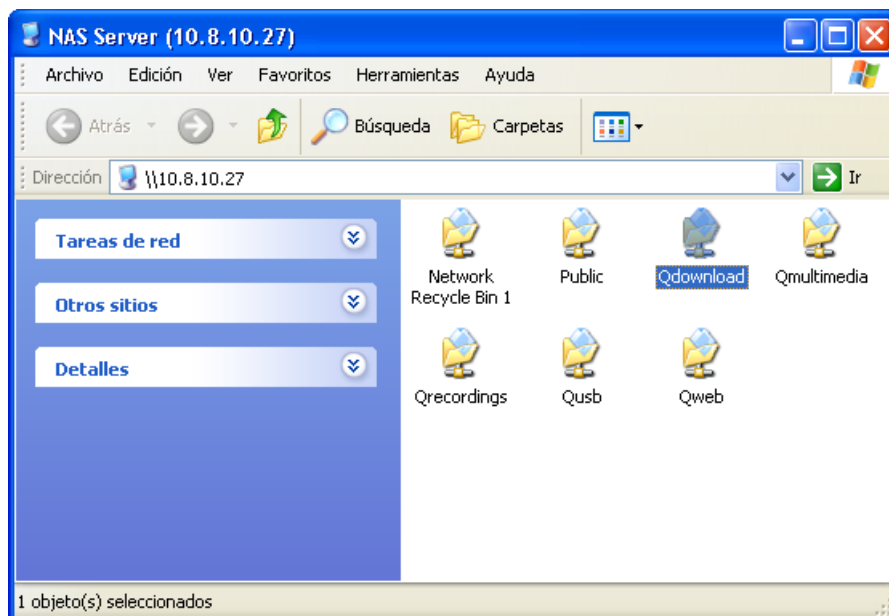 NAS Server (10.8.10.27)
Archivo Edición Ver Favoritos Herramientas Ayuda
Atrás Búsqueda Carpetas
Dirección \\10.8.10.27 Ir
Tareas de red
Otros sitios
Detalles
Network Recycle Bin 1 Public Qdownload Qmultimedia
Qrecordings Qusb Qweb
1 objeto(s) seleccionados